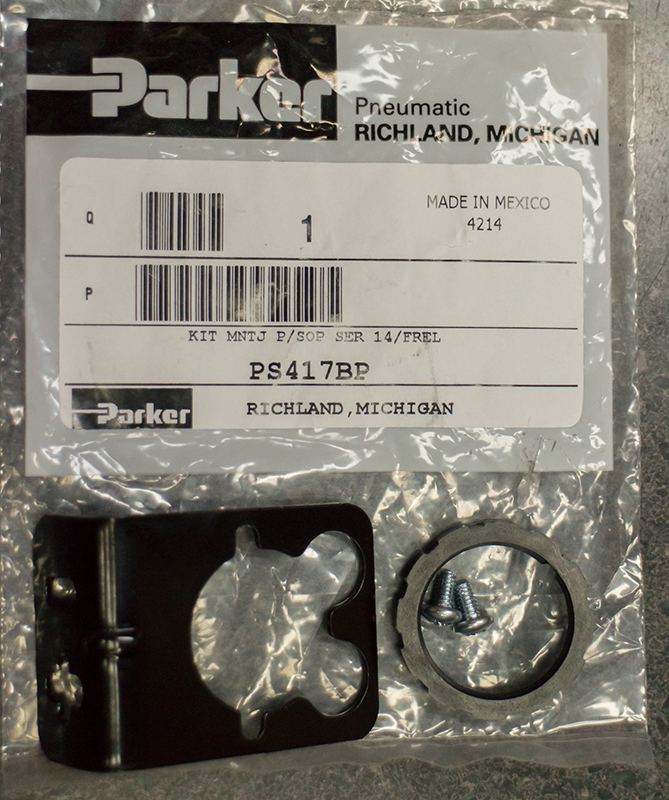 Parker
Pneumatic
RICHLAND, MICHIGAN
Q 1
MADE IN MEXICO
4214
P
KIT MNTJ P/SOP SER 14/FREL
PS417BP
Parker RICHLAND,MICHIGAN